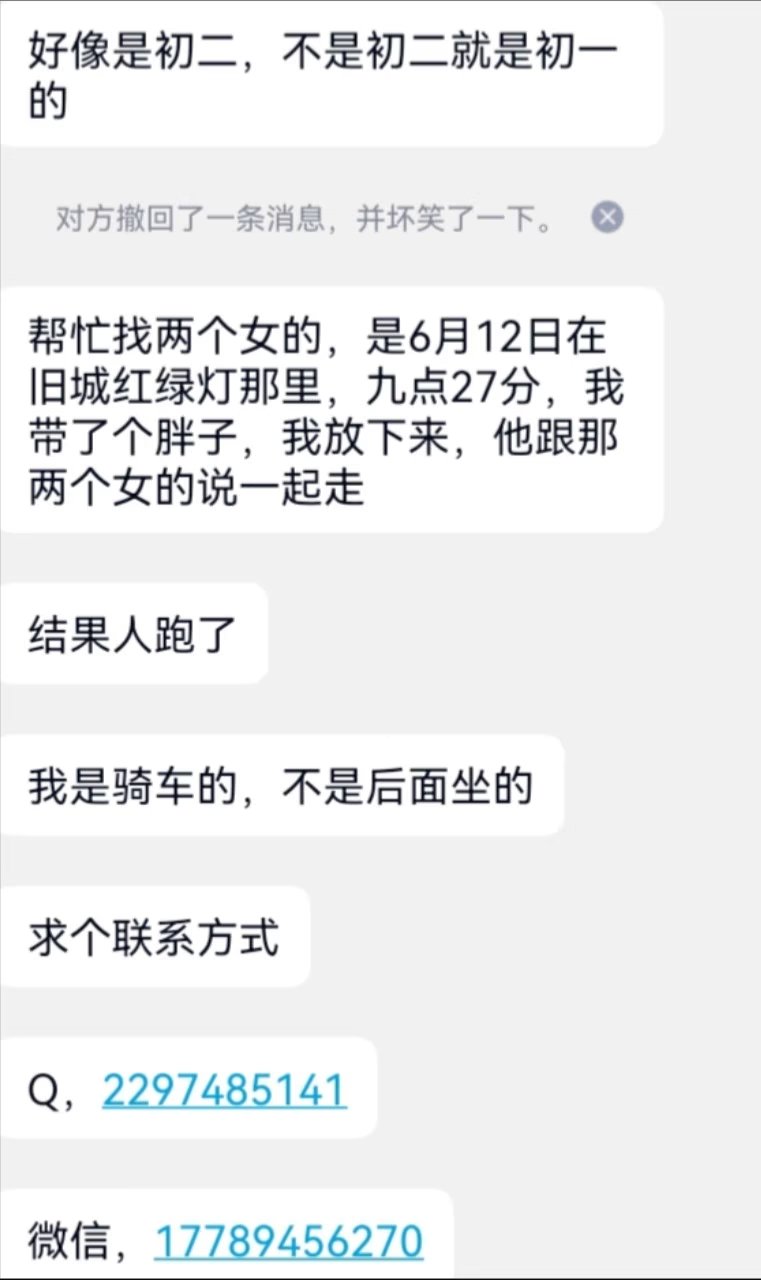 好像是初二，不是初二就是初一
的
对方撤回了一条消息，并坏笑了一下。
帮忙找两个女的，是6月12日在
旧城红绿灯那里，九点27分，我
带了个胖子，我放下来，他跟那
两个女的说一起走
结果人跑了
我是骑车的，不是后面坐的
求个联系方式
Q，2297485141
微信，17789456270